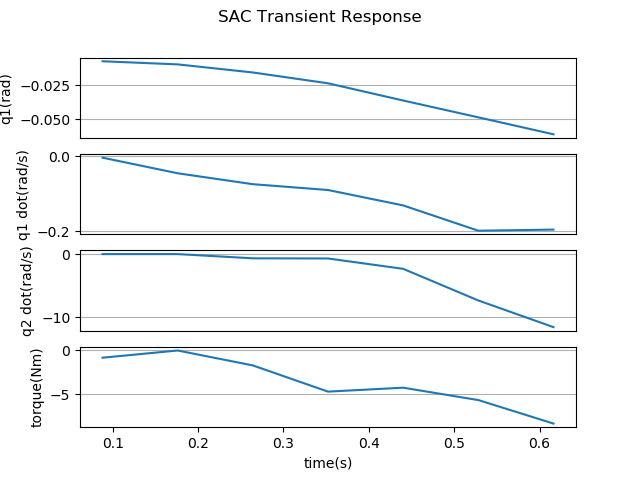 SAC Transient Response
q1(rad)
−0.025
−0.050
q1 dot(rad/s)
0.0
−0.2
q2 dot(rad/s)
0
−10
torque(Nm)
0
−5
0.1 0.2 0.3 0.4 0.5 0.6
time(s)